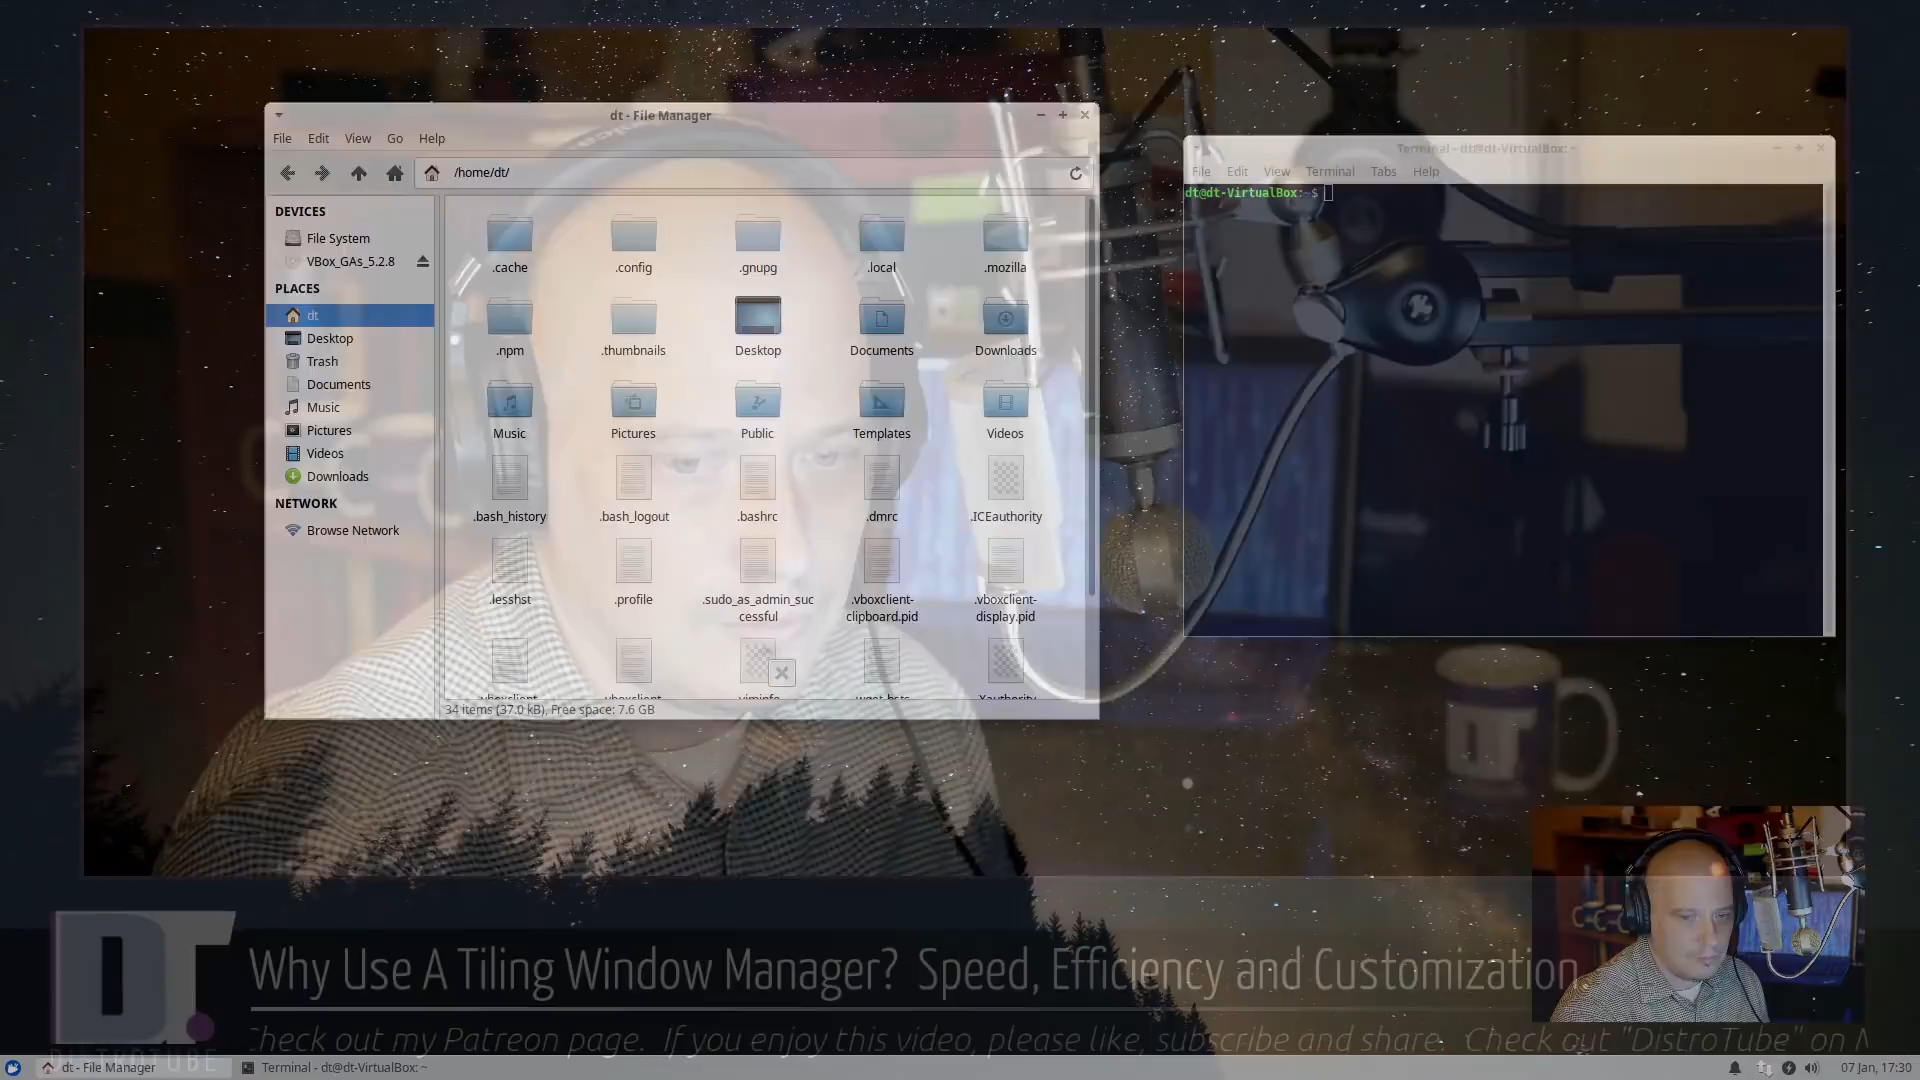 dt - File Manager
File Edit View Go Help
/home/dt/
DEVICES
File System
VBox_GAs_5.2.8
PLACES
dt
Desktop
Trash
Documents
Music
Pictures
Videos
Downloads
NETWORK
Browse Network
.cache .config .gnupg .local .mozilla
.npm .thumbnails Desktop Documents Downloads
Music Pictures Public Templates Videos
.bash_history .bash_logout .bashrc .dmrc .ICEauthority
.lesshst .profile .sudo_as_admin_suc .vboxclient- .vboxclient-
cessful clipboard.pid display.pid
34 items (37.0 kB), Free space: 7.6 GB
Terminal - dt@dt-VirtualBox: ~
File Edit View Terminal Tabs Help
dt@dt-VirtualBox:~$
DT
DT.
Why Use A Tiling Window Manager? Speed, Efficiency and Customization.
Check out my Patreon page. If you enjoy this video, please like, subscribe and share. Check out "DistroTube" on
dt - File Manager
Terminal - dt@dt-VirtualBox: ~
07 Jan, 17:30